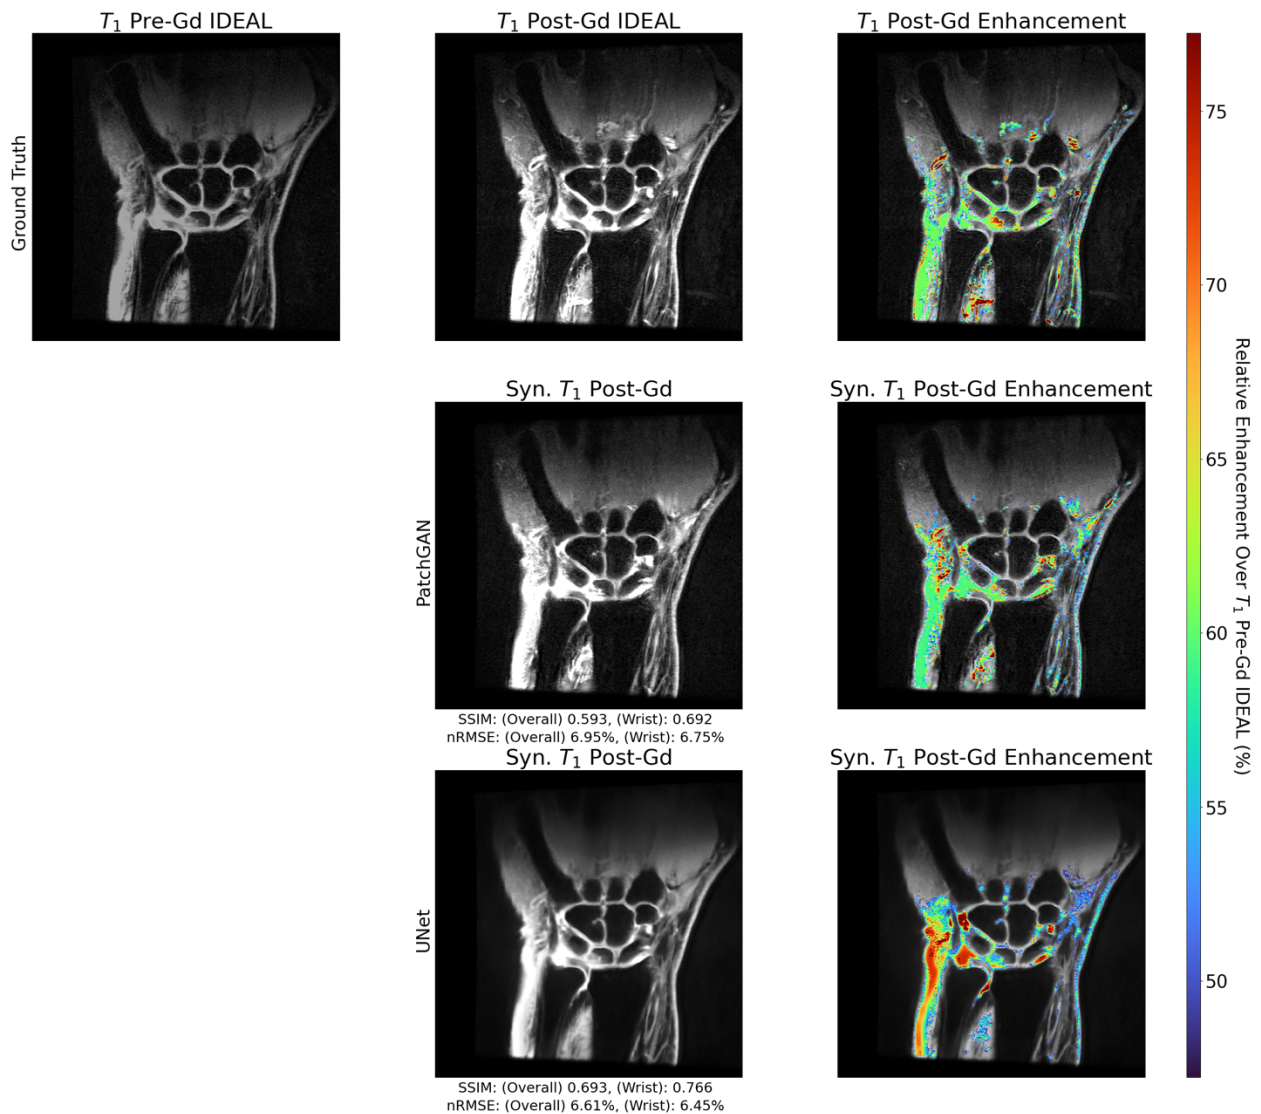 T₁ Pre-Gd IDEAL
T₁ Post-Gd IDEAL
T₁ Post-Gd Enhancement
Ground Truth
Syn. T₁ Post-Gd
Syn. T₁ Post-Gd Enhancement
PatchGAN
SSIM: (Overall) 0.593, (Wrist): 0.692
nRMSE: (Overall) 6.95%, (Wrist): 6.75%
Syn. T₁ Post-Gd
Syn. T₁ Post-Gd Enhancement
UNet
SSIM: (Overall) 0.693, (Wrist): 0.766
nRMSE: (Overall) 6.61%, (Wrist): 6.45%
75
70
65
60
55
50
Relative Enhancement Over T₁ Pre-Gd IDEAL (%)